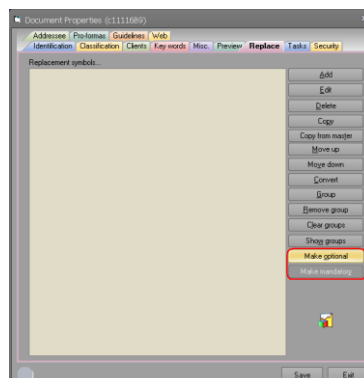 Document Properties (c1111689)
Addressee Pro-formas Guidelines Web
Identification Classification Clients Key words Misc. Preview Replace Tasks Security
Replacement symbols...
Add
Edit
Delete
Copy
Copy from master
Move up
Move down
Convert
Group
Remove group
Clear groups
Show groups
Make optional
Make mandatory
Save Exit